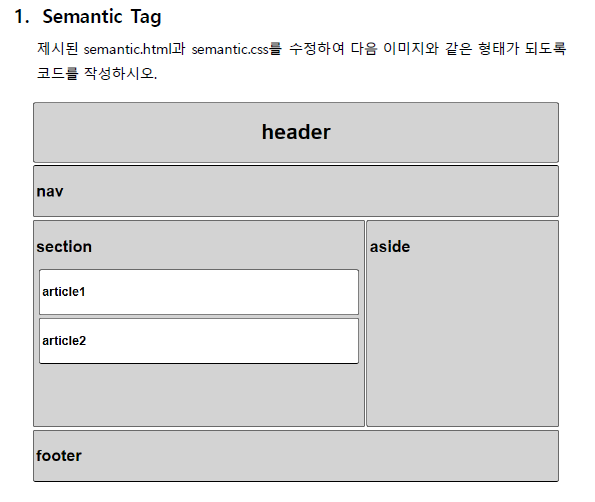 1. Semantic Tag
제시된 semantic.html과 semantic.css를 수정하여 다음 이미지와 같은 형태가 되도록
코드를 작성하시오.
header
nav
section
aside
article1
article2
footer